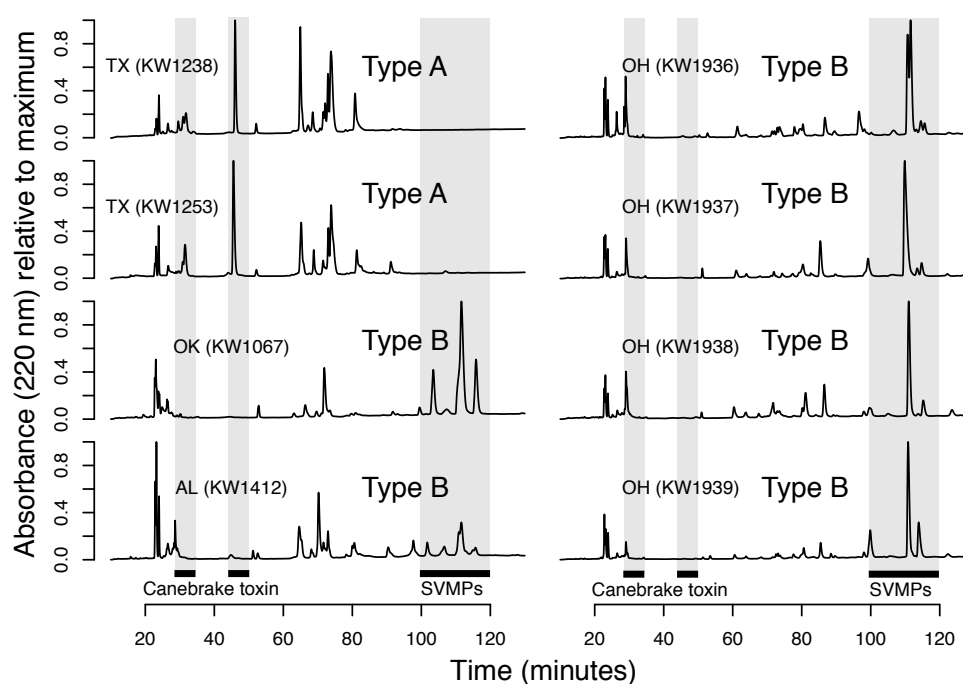 Absorbance (220 nm) relative to maximum
0.0 0.4 0.8
TX (KW1238)
Type A
0.0 0.4 0.8
TX (KW1253)
Type A
0.0 0.4 0.8
OK (KW1067)
Type B
0.0 0.4 0.8
AL (KW1412)
Type B
Canebrake toxin
SVMPs
20 40 60 80 100 120
OH (KW1936)
Type B
OH (KW1937)
Type B
OH (KW1938)
Type B
OH (KW1939)
Type B
Canebrake toxin
SVMPs
20 40 60 80 100 120
Time (minutes)